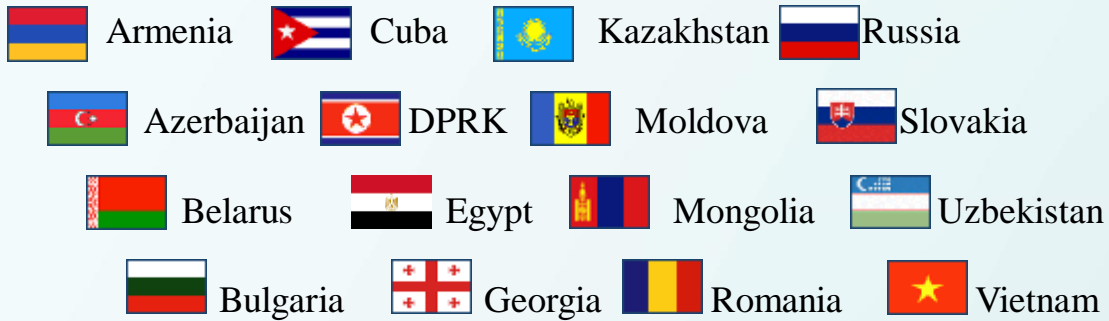 Armenia Cuba Kazakhstan Russia
Azerbaijan DPRK Moldova Slovakia
Belarus Egypt Mongolia Uzbekistan
Bulgaria Georgia Romania Vietnam